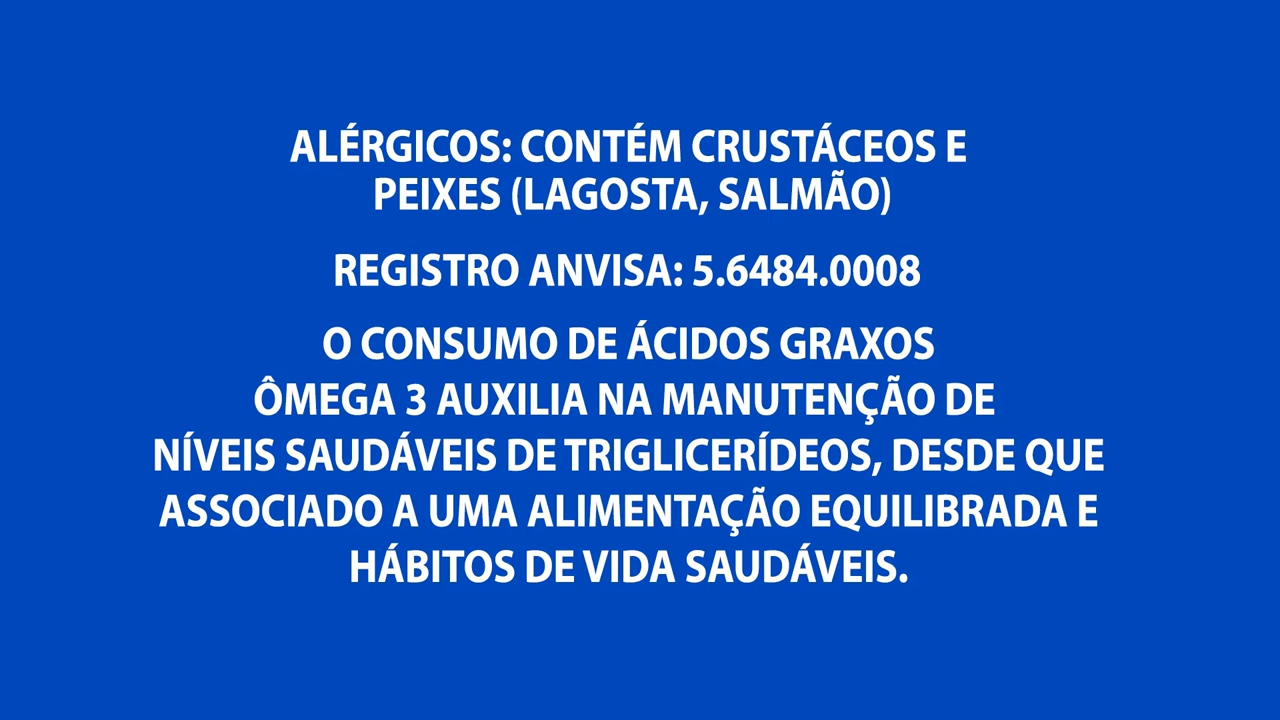 ALÉRGICOS: CONTÉM CRUSTÁCEOS E
PEIXES (LAGOSTA, SALMÃO)
REGISTRO ANVISA: 5.6484.0008
O CONSUMO DE ÁCIDOS GRAXOS
ÔMEGA 3 AUXILIA NA MANUTENÇÃO DE
NÍVEIS SAUDÁVEIS DE TRIGLICERÍDEOS, DESDE QUE
ASSOCIADO A UMA ALIMENTAÇÃO EQUILIBRADA E
HÁBITOS DE VIDA SAUDÁVEIS.